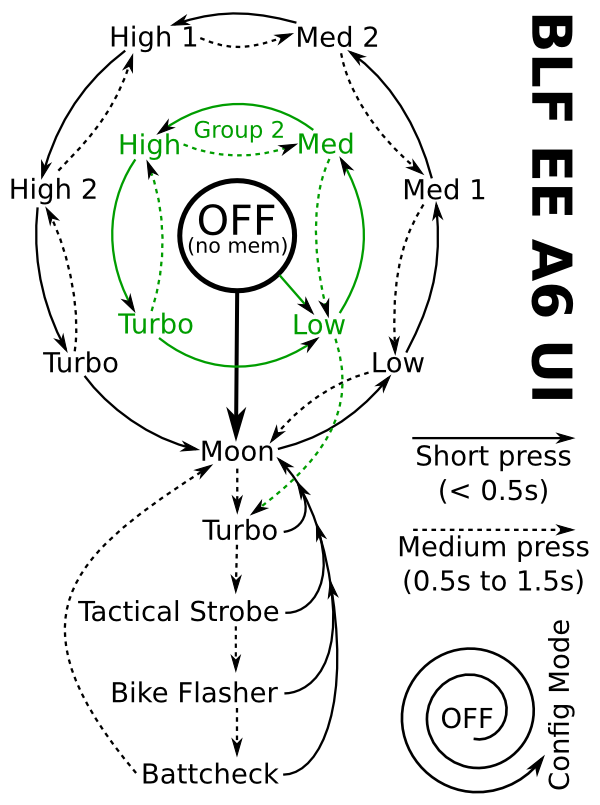 BLF EE A6 UI
High 1
Med 2
Group 2
High
Med
High 2
Med 1
OFF
(no mem)
Turbo
Low
Turbo
Low
Moon
Short press
(< 0.5s)
Turbo
Medium press
(0.5s to 1.5s)
Tactical Strobe
Bike Flasher
Battcheck
OFF
Config Mode